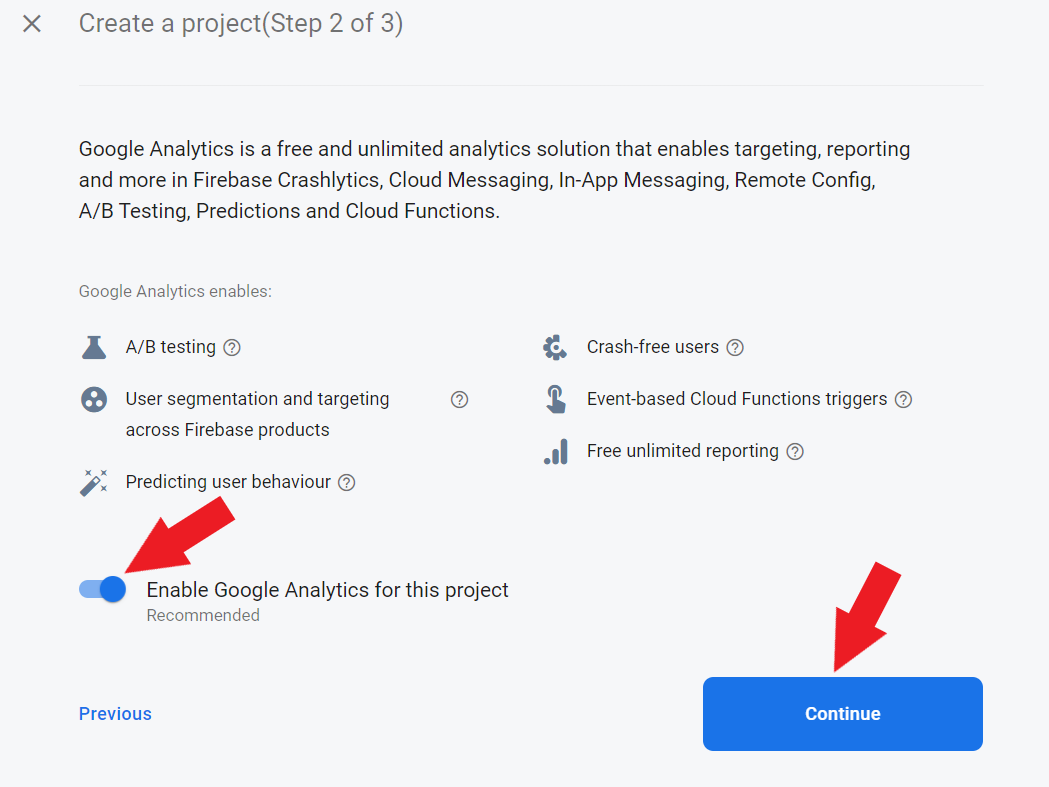 Create a project(Step 2 of 3)
Google Analytics is a free and unlimited analytics solution that enables targeting, reporting
and more in Firebase Crashlytics, Cloud Messaging, In-App Messaging, Remote Config,
A/B Testing, Predictions and Cloud Functions.
Google Analytics enables:
A/B testing
User segmentation and targeting
across Firebase products
Predicting user behaviour
Crash-free users
Event-based Cloud Functions triggers
Free unlimited reporting
Enable Google Analytics for this project
Recommended
Previous
Continue